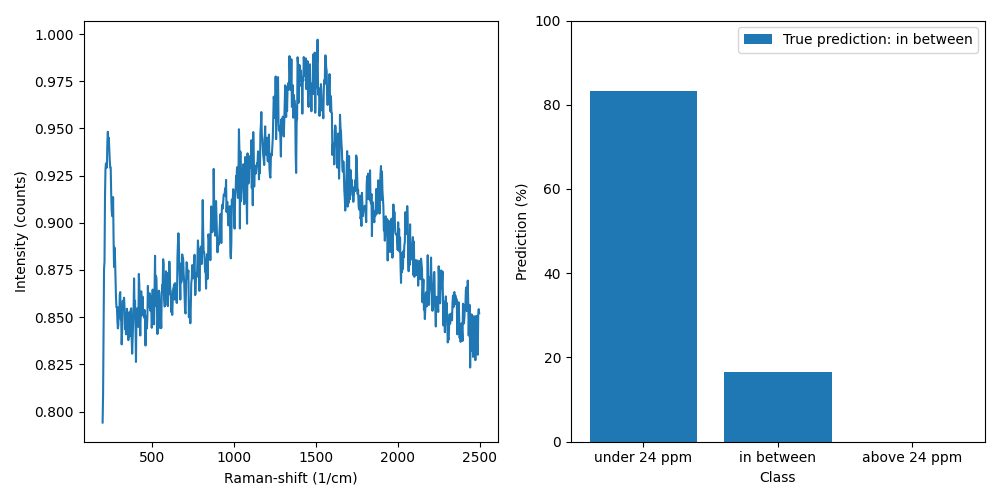 1.000
0.975
0.950
0.925
0.900
0.875
0.850
0.825
0.800
Intensity (counts)
500
1000
1500
2000
2500
Raman-shift (1/cm)
100
80
60
40
20
0
Prediction (%)
True prediction: in between
under 24 ppm
in between
above 24 ppm
Class